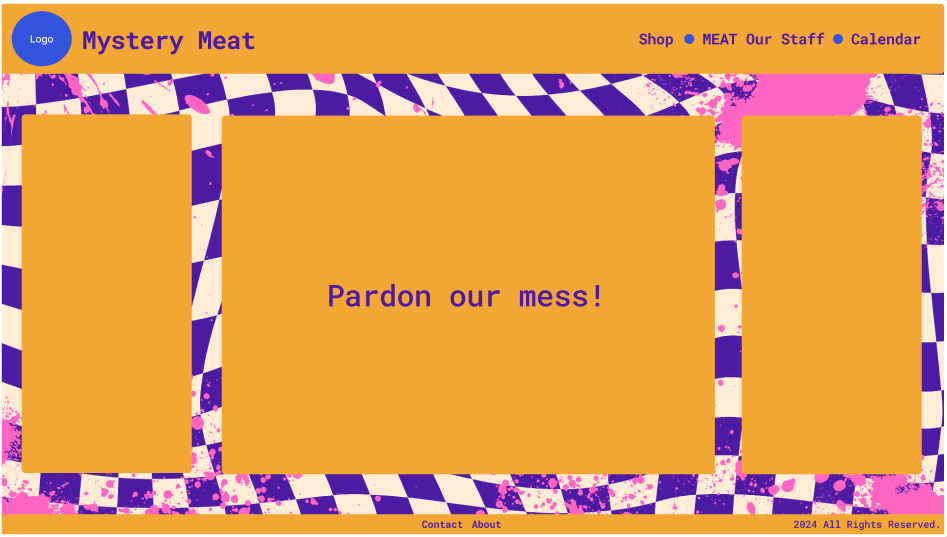 Logo
Mystery Meat
Shop MEAT Our Staff Calendar
Pardon our mess!
Contact About
2024 All Rights Reserved.